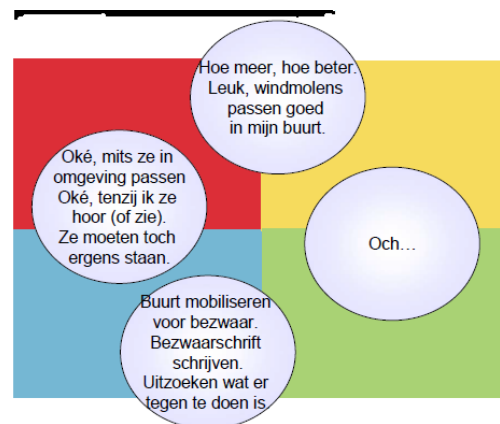 Hoe meer, hoe beter.
Leuk, windmolens
passen goed
in mijn buurt.
Oké, mits ze in
omgeving passen
Oké, tenzij ik ze
hoor (of zie).
Ze moeten toch
ergens staan.
Och…
Buurt mobiliseren
voor bezwaar.
Bezwaarschrift
schrijven.
Uitzoeken wat er
tegen te doen is